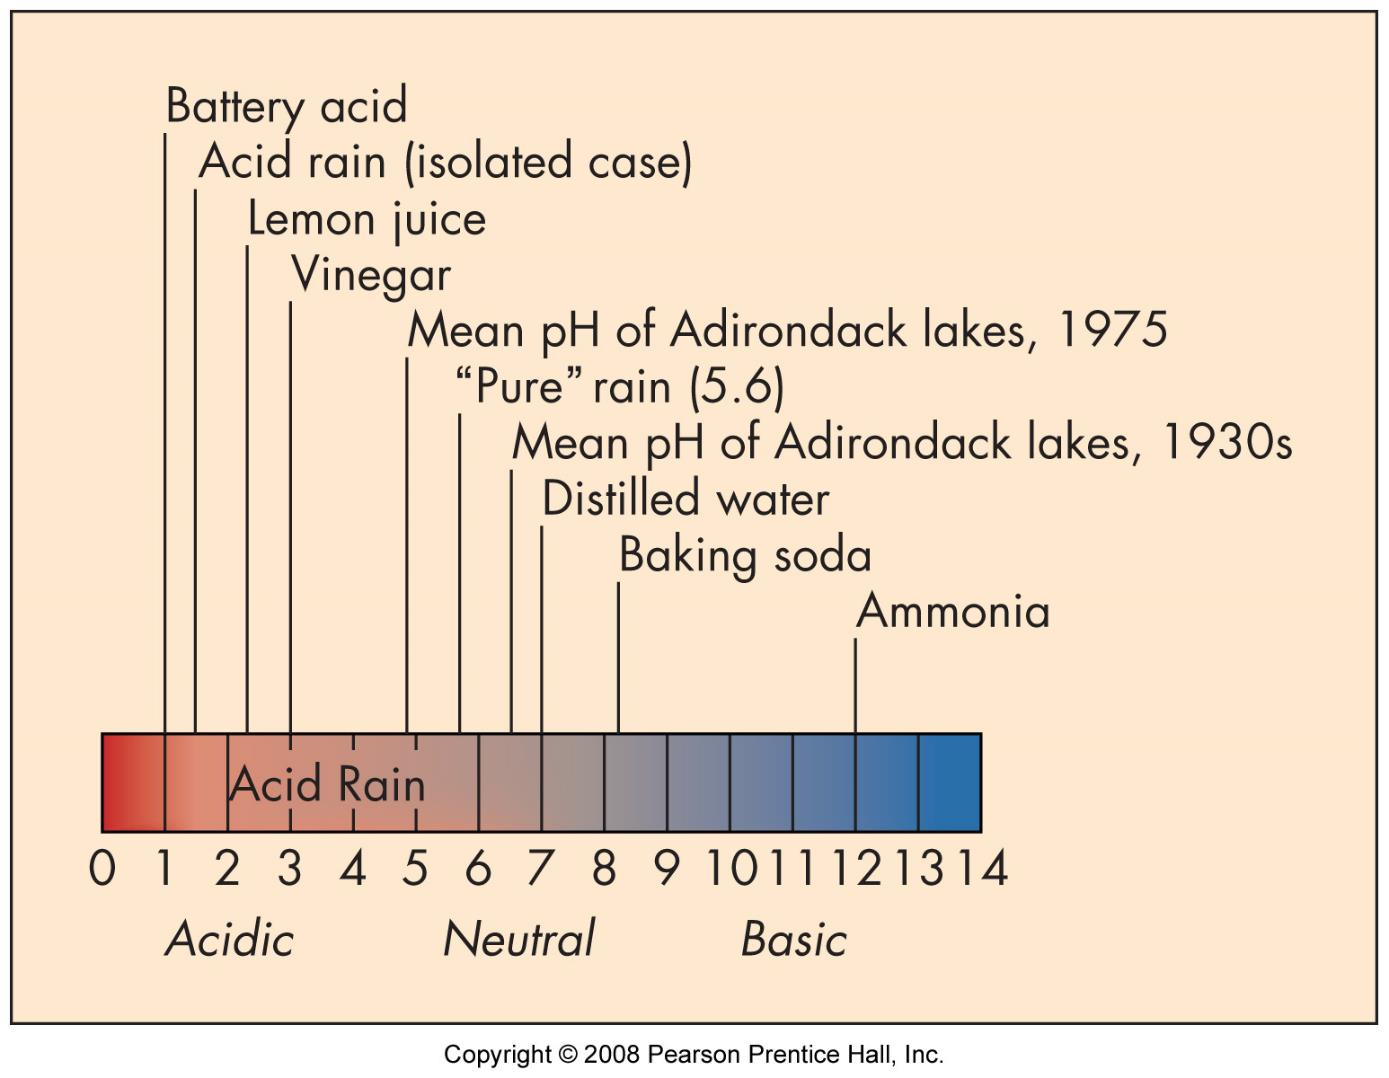 Battery acid
Acid rain (isolated case)
Lemon juice
Vinegar
Mean pH of Adirondack lakes, 1975
“Pure” rain (5.6)
Mean pH of Adirondack lakes, 1930s
Distilled water
Baking soda
Ammonia
Acid Rain
0 1 2 3 4 5 6 7 8 9 10 11 12 13 14
Acidic Neutral Basic
Copyright © 2008 Pearson Prentice Hall, Inc.